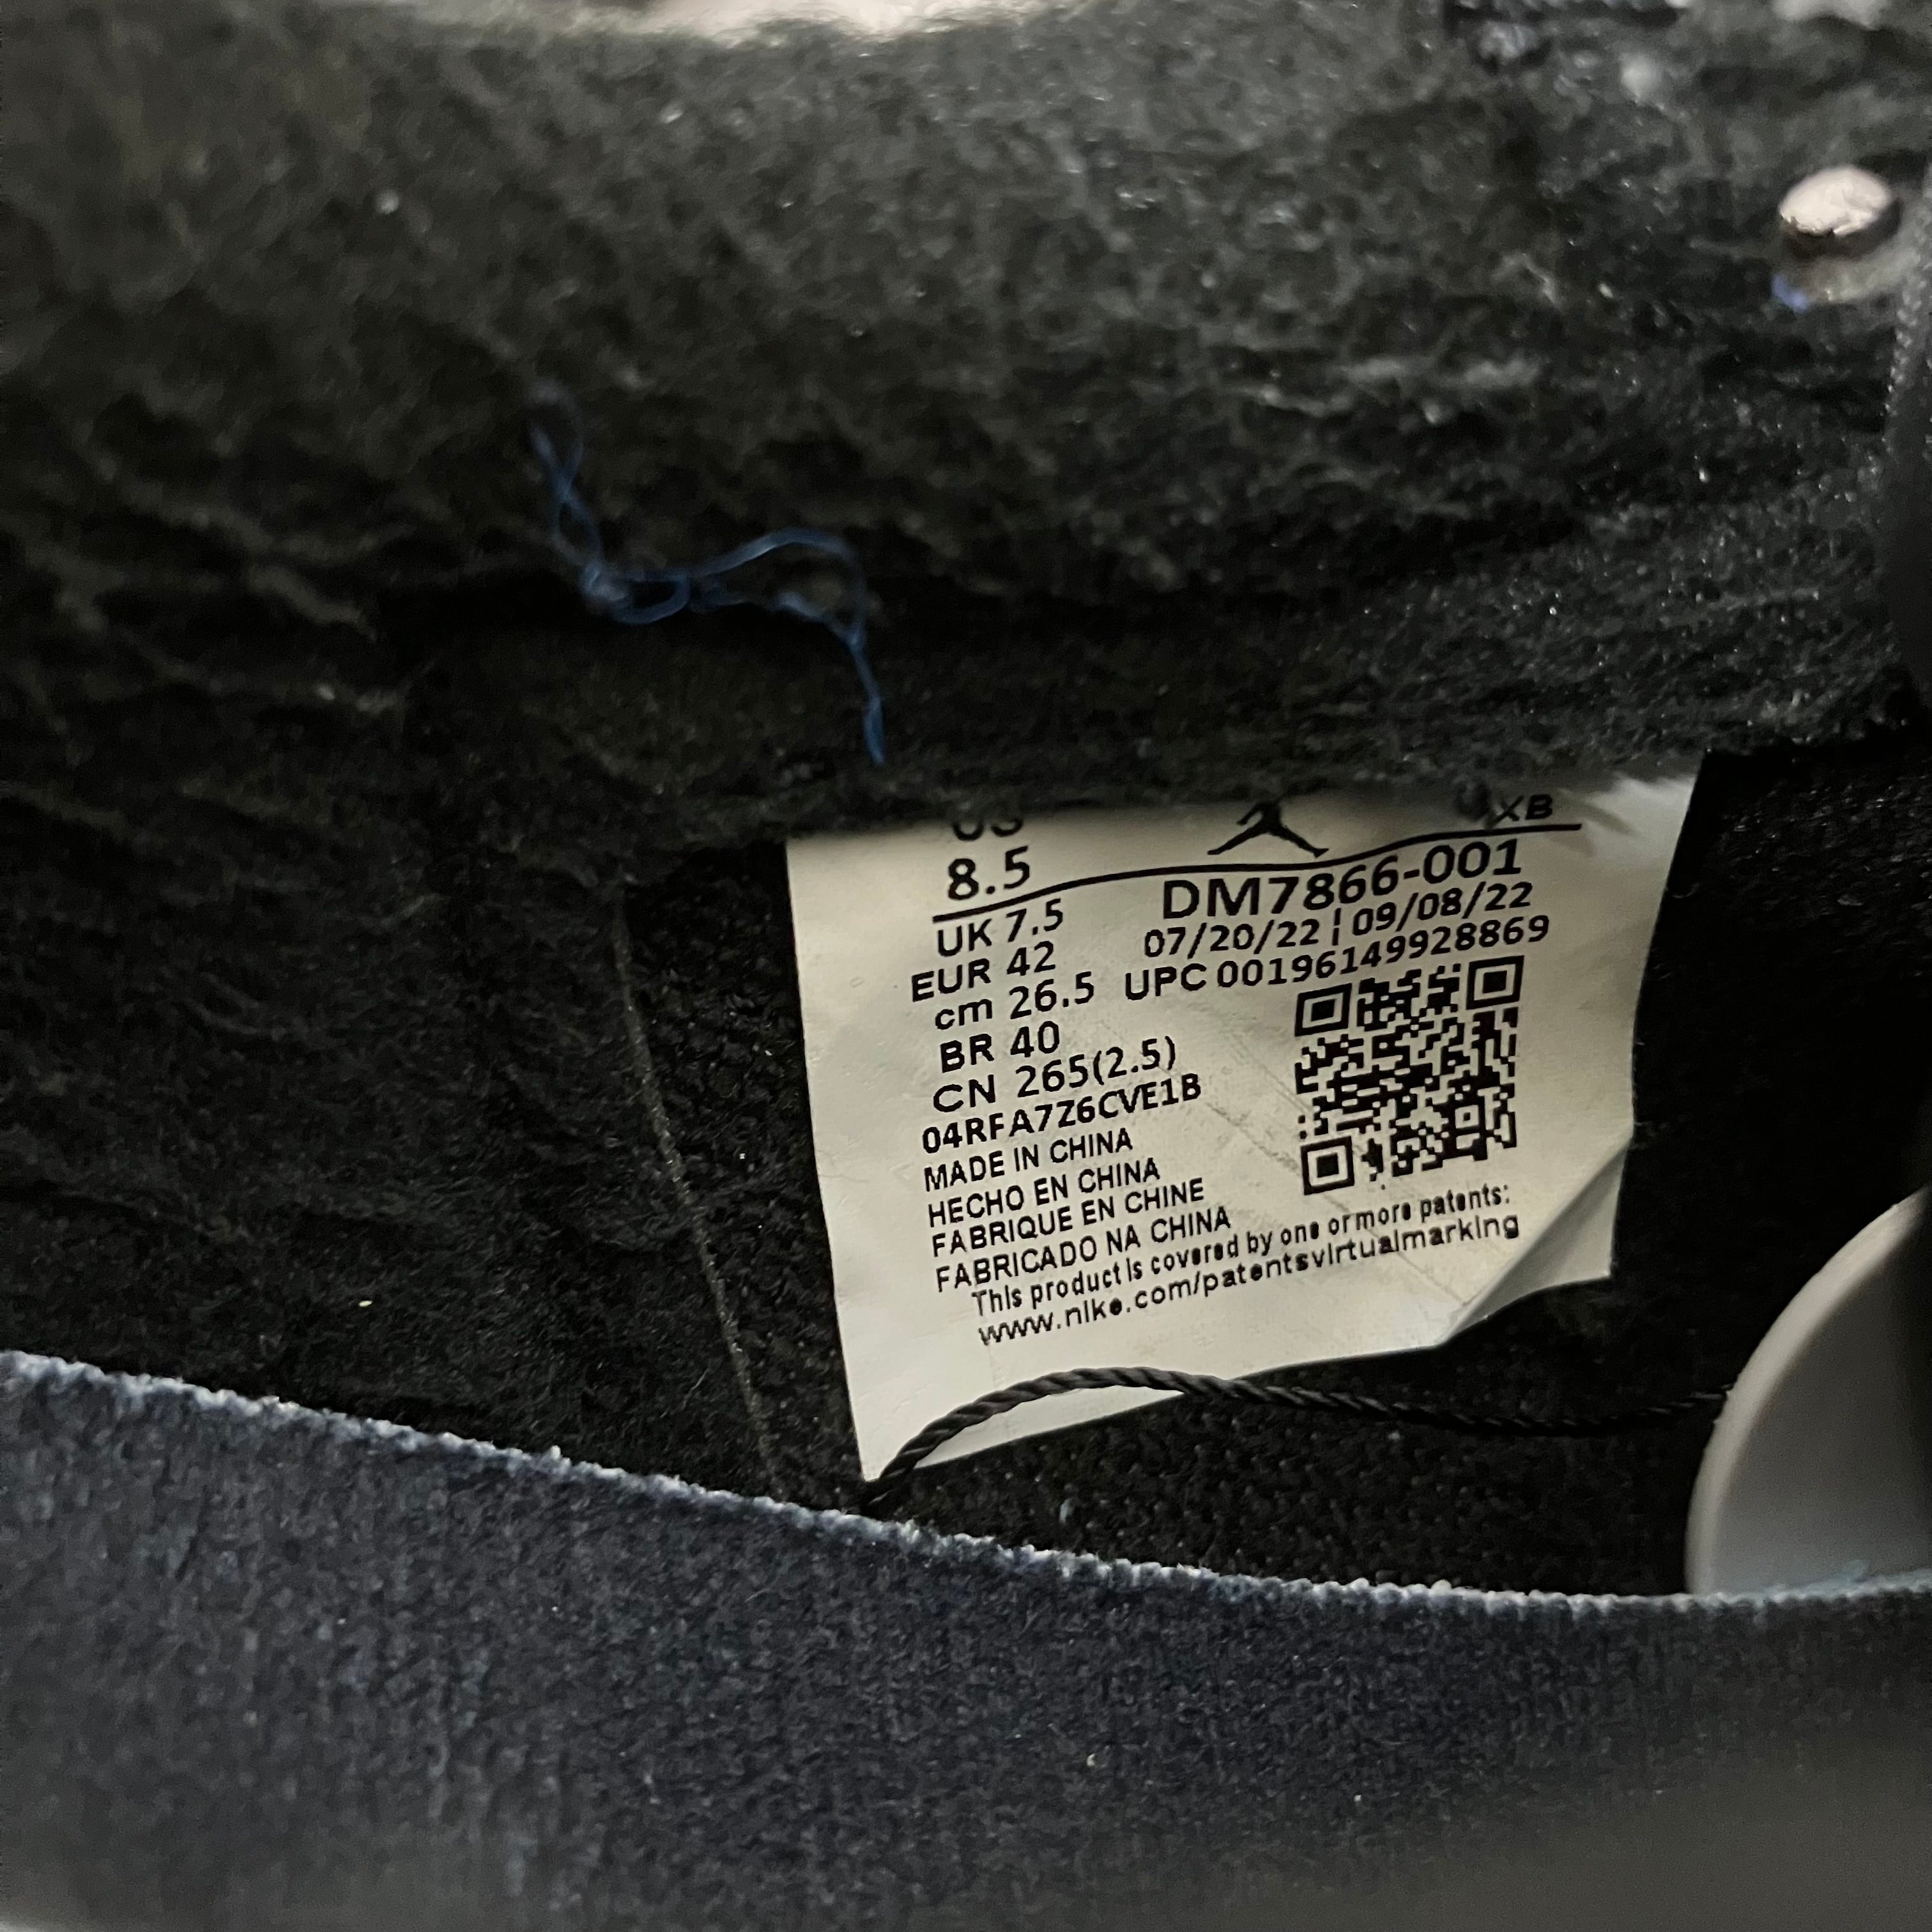 US
8.5
XB
DM7866-001
07/20/22 ¦ 09/08/22
UPC 00196149928869
UK 7.5
EUR 42
cm 26.5
BR 40
CN 265(2.5)
04RFA7Z6CVE1B
MADE IN CHINA
HECHO EN CHINA
FABRIQUE EN CHINE
FABRICADO NA CHINA
This product is covered by one or more patents:
www.nike.com/patentsvirtualmarking